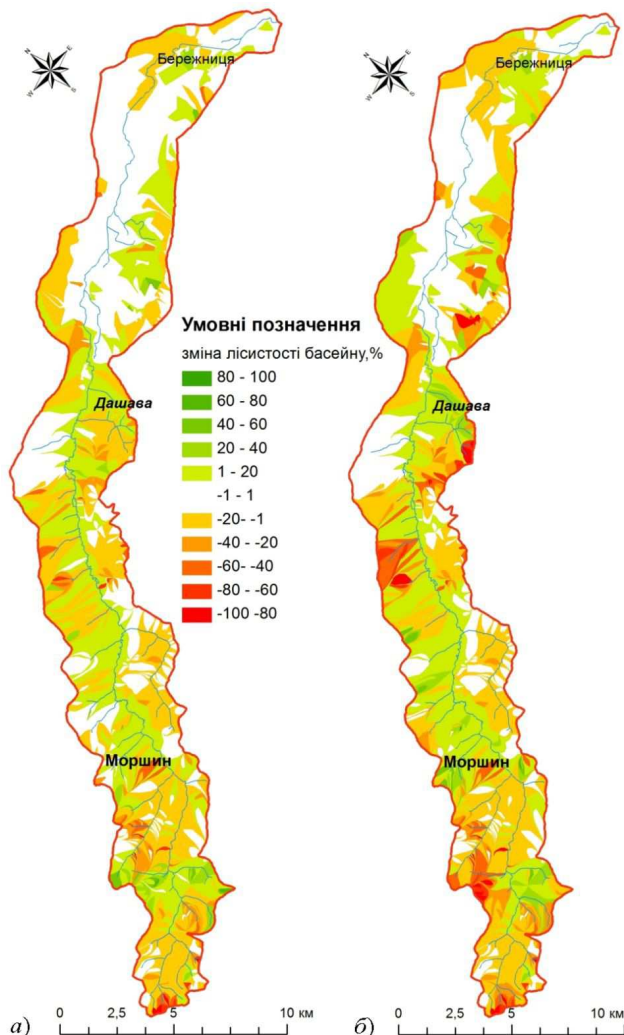 N E
W S
Бережниця
N E
W S
Бережниця
Умовні позначення
зміна лісистості басейну,%
80 - 100
60 - 80
40 - 60
20 - 40
1 - 20
-1 - 1
-20- -1
-40 - -20
-60- -40
-80 - -60
-100 -80
Дашава
Дашава
Моршин
Моршин
а)
0 2,5 5 10 км
б)
0 2,5 5 10 км